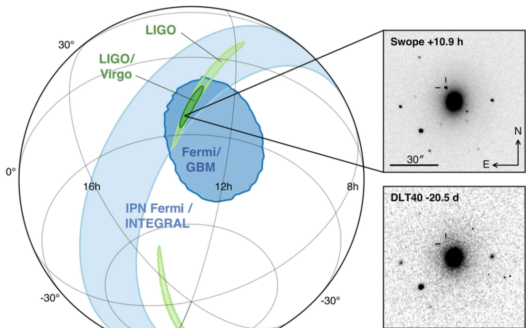 LIGO
LIGO/
Virgo
30°
Fermi/
GBM
0°
16h
12h
8h
IPN Fermi /
INTEGRAL
-30°
-30°
Swope +10.9 h
N
30"
E
DLT40 -20.5 d